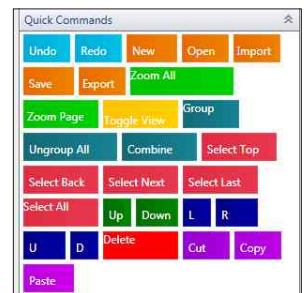 Quick Commands
Undo Redo New Open Import
Save Export Zoom All
Zoom Page Toggle View Group
Ungroup All Combine Select Top
Select Back Select Next Select Last
Select All Up Down L R
U D Delete Cut Copy
Paste